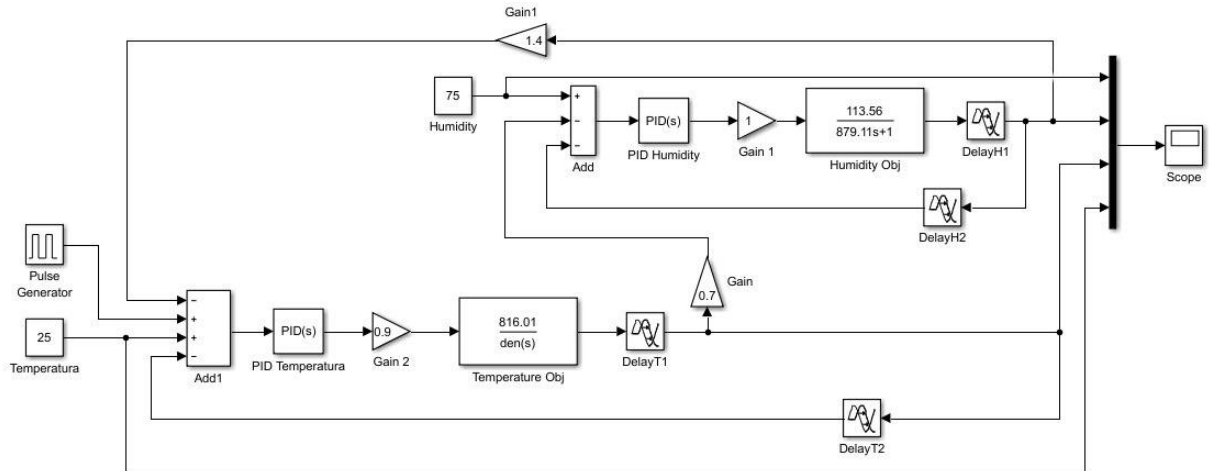 Gain1
1.4
75
Humidity
+
−
−
Add
PID(s)
PID Humidity
1
Gain 1
113.56
879.11s+1
Humidity Obj
DelayH1
Scope
DelayH2
Pulse
Generator
25
Temperatura
−
+
+
−
Add1
PID(s)
PID Temperatura
0.9
Gain 2
816.01
den(s)
Temperature Obj
DelayT1
0.7
Gain
DelayT2